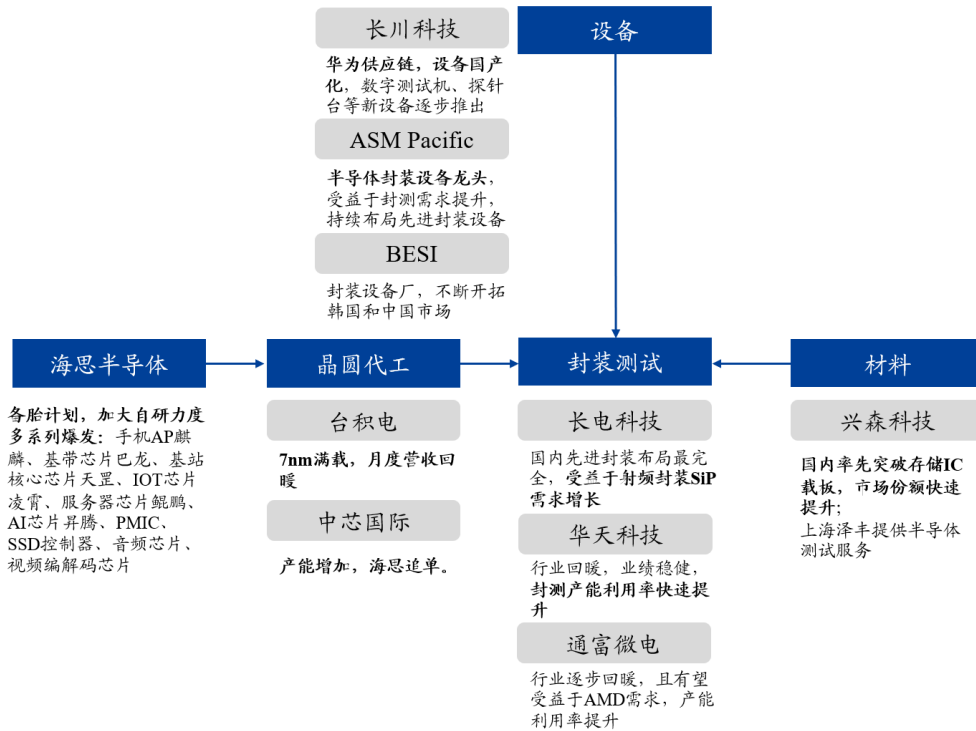 长川科技
华为供应链，设备国产
化，数字测试机、探针
台等新设备逐步推出
ASM Pacific
半导体封装设备龙头，
受益于封测需求提升，
持续布局先进封装设备
BESI
封装设备厂，不断开拓
韩国和中国市场
设备
海思半导体
备胎计划，加大自研力度
多系列爆发：手机AP麒
麟、基带芯片巴龙、基站
核心芯片天罡、IOT芯片
凌霄、服务器芯片鲲鹏、
AI芯片昇腾、PMIC、
SSD控制器、音频芯片、
视频编解码芯片
晶圆代工
台积电
7nm满载，月度营收回
暖
中芯国际
产能增加，海思追单。
封装测试
长电科技
国内先进封装布局最完
全，受益于射频封装SiP
需求增长
华天科技
行业回暖，业绩稳健，
封测产能利用率快速提
升
通富微电
行业逐步回暖，且有望
受益于AMD需求，产能
利用率提升
材料
兴森科技
国内率先突破存储IC
载板，市场份额快速
提升;
上海泽丰提供半导体
测试服务